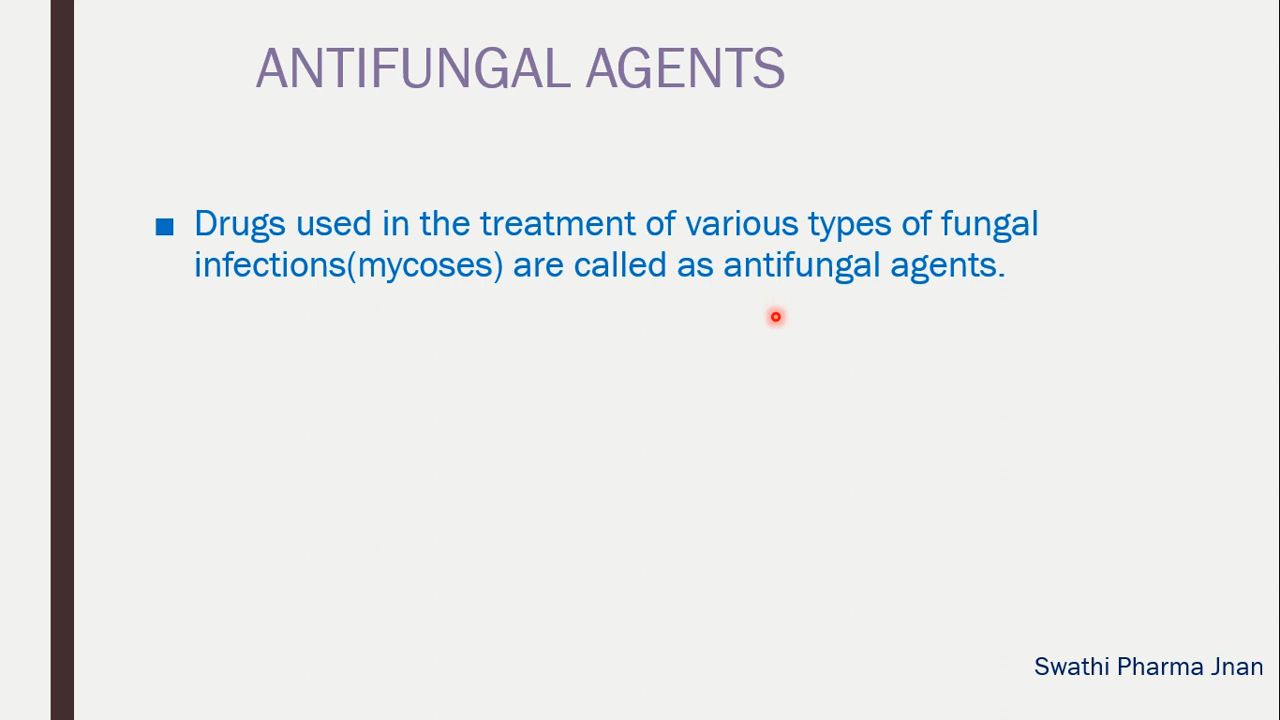 ANTIFUNGAL AGENTS
■ Drugs used in the treatment of various types of fungal
infections(mycoses) are called as antifungal agents.
Swathi Pharma Jnan